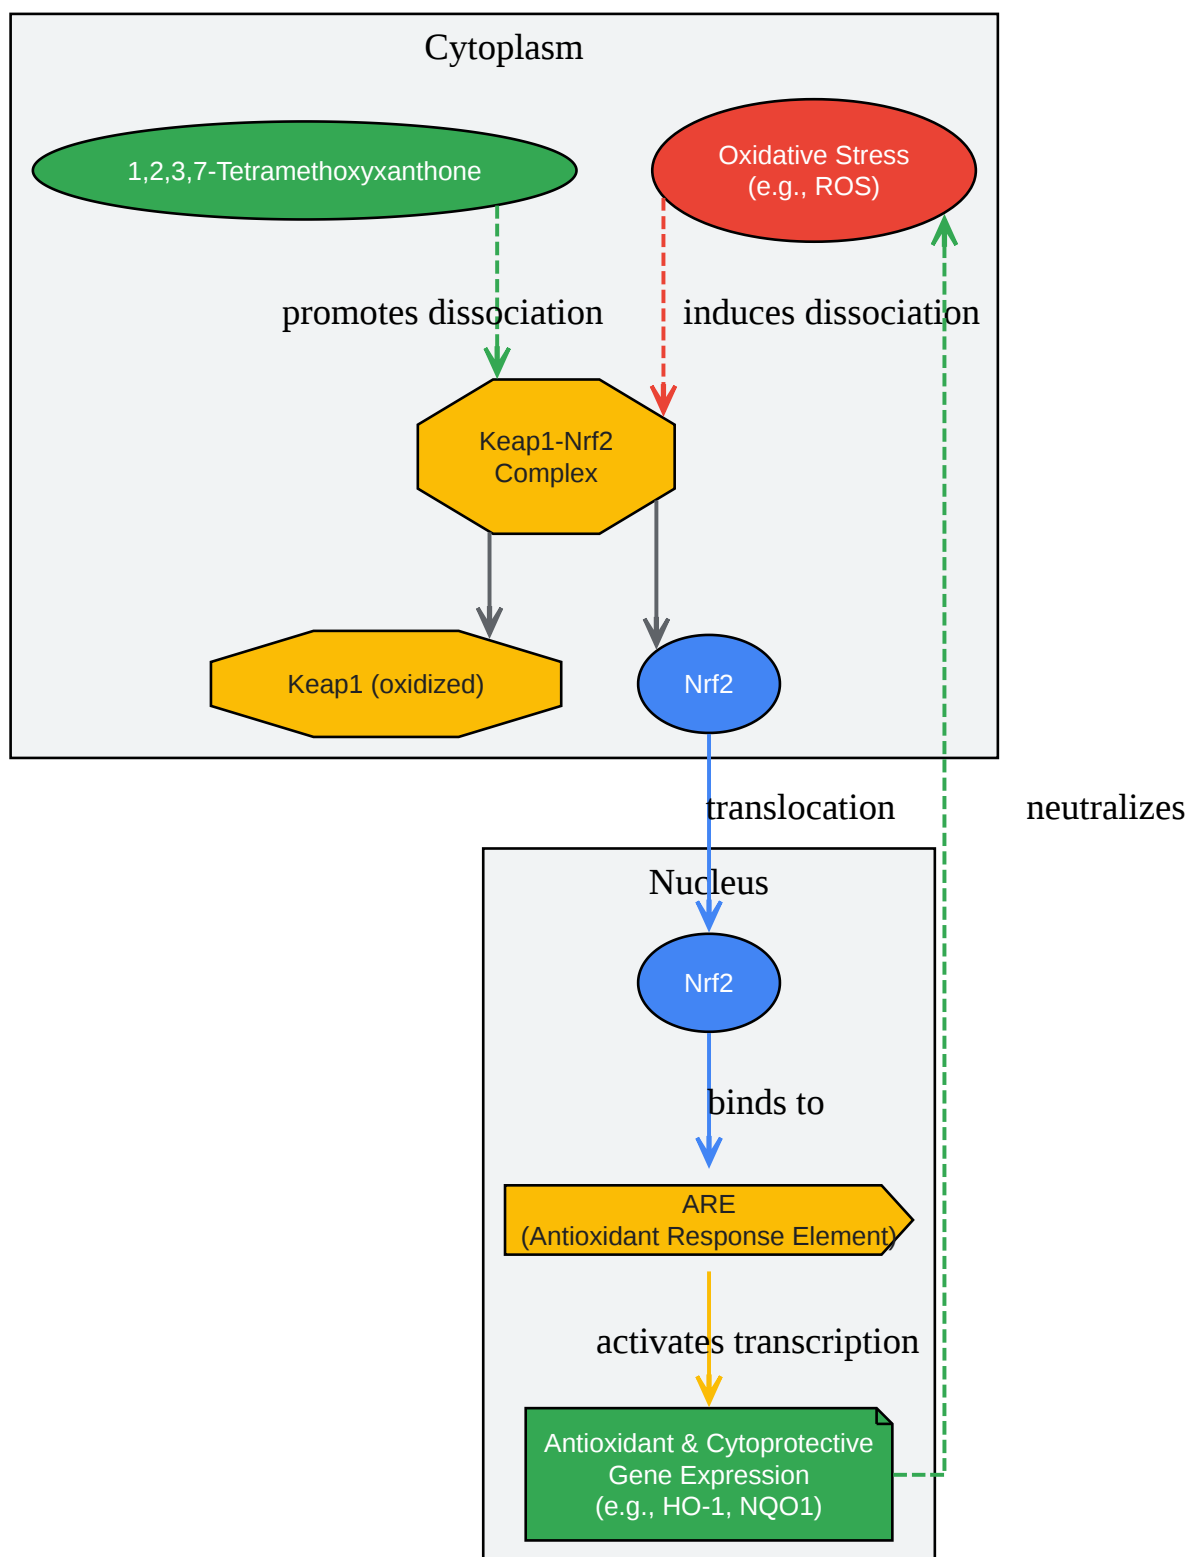 Cytoplasm
1,2,3,7-Tetramethoxyxanthone
Oxidative Stress
(e.g., ROS)
promotes dissociation
induces dissociation
Keap1-Nrf2
Complex
Keap1 (oxidized)
Nrf2
translocation
neutralizes
Nucleus
Nrf2
binds to
ARE
(Antioxidant Response Element)
activates transcription
Antioxidant & Cytoprotective
Gene Expression
(e.g., HO-1, NQO1)